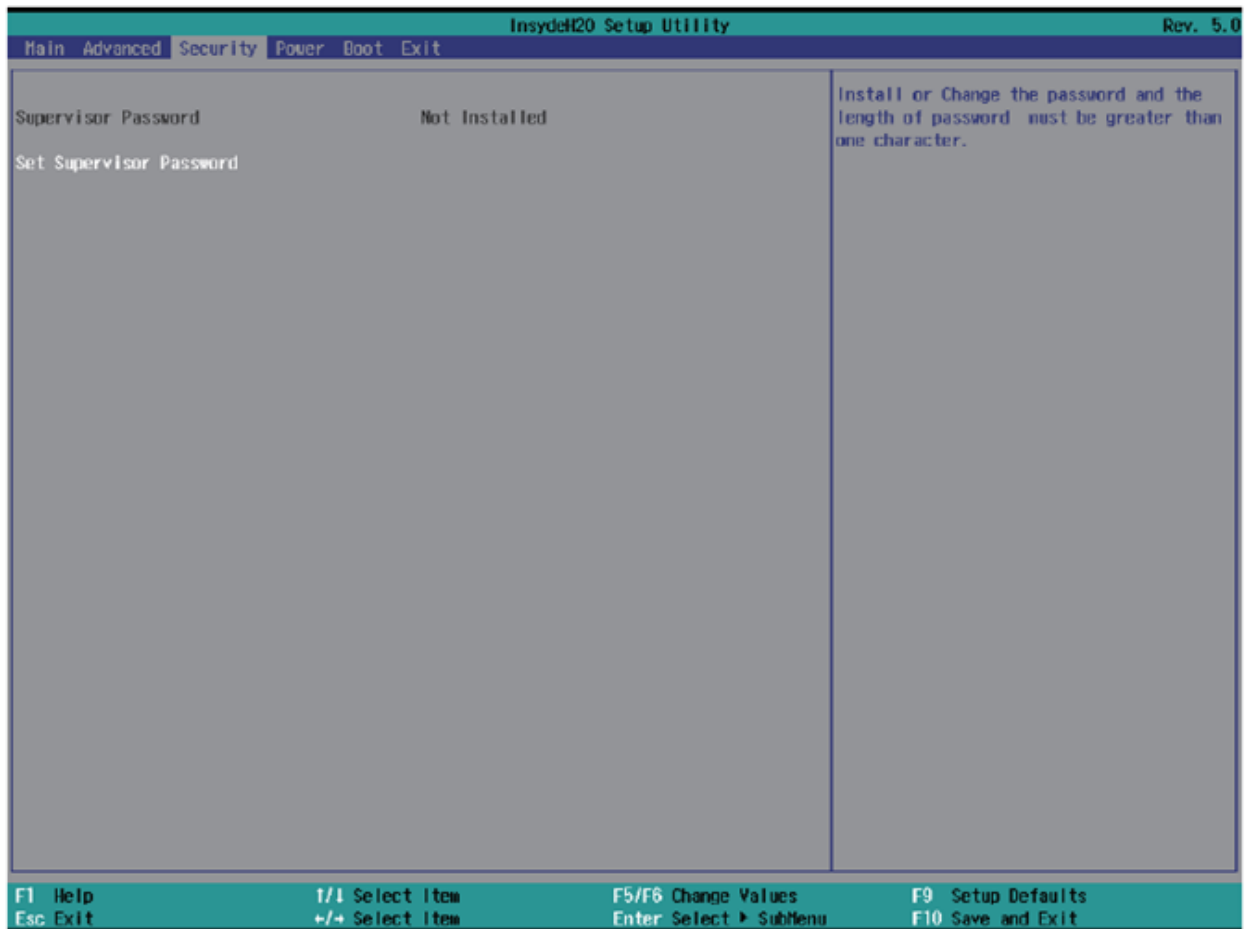 InsydeH20 Setup Utility Rev. 5.0
Main Advanced Security Power Boot Exit
Supervisor Password Not Installed
Set Supervisor Password
Install or Change the password and the
length of password must be greater than
one character.
F1 Help ↑/↓ Select Item F5/F6 Change Values F9 Setup Defaults
Esc Exit ←/→ Select Item Enter Select ▶ SubMenu F10 Save and Exit